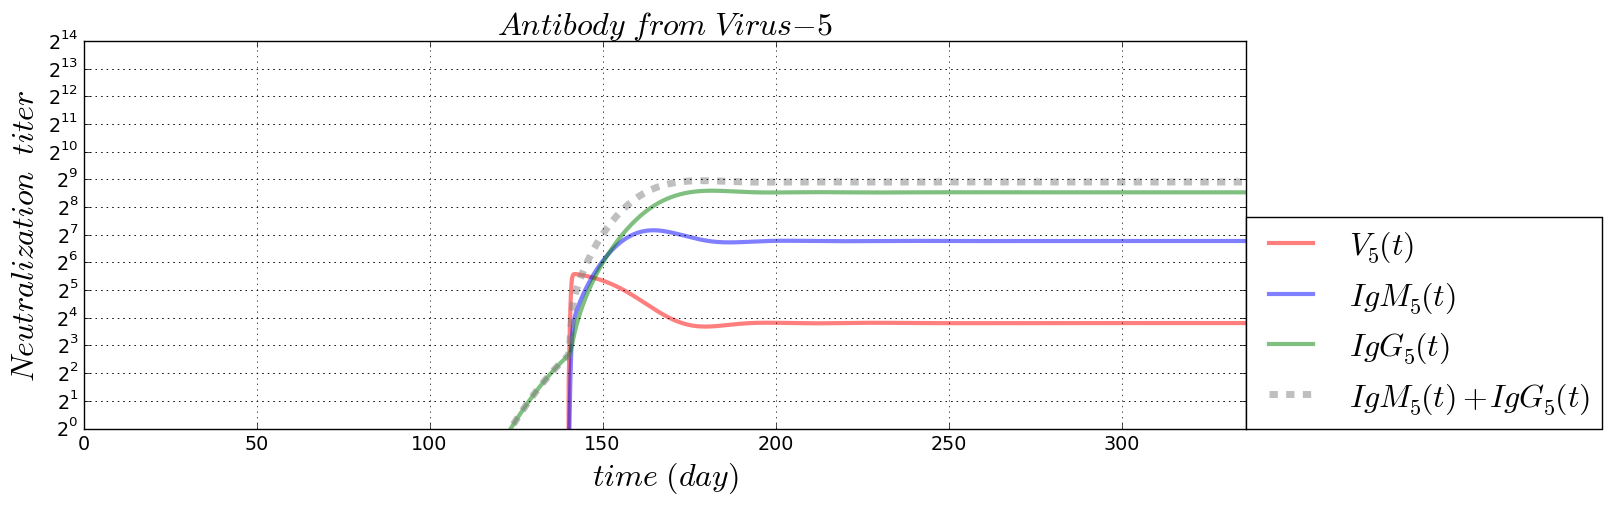 Antibody from Virus−5
Neutralization titer
2^14
2^13
2^12
2^11
2^10
2^9
2^8
2^7
2^6
2^5
2^4
2^3
2^2
2^1
2^0
0 50 100 150 200 250 300
time (day)
V_5(t)
IgM_5(t)
IgG_5(t)
IgM_5(t) + IgG_5(t)